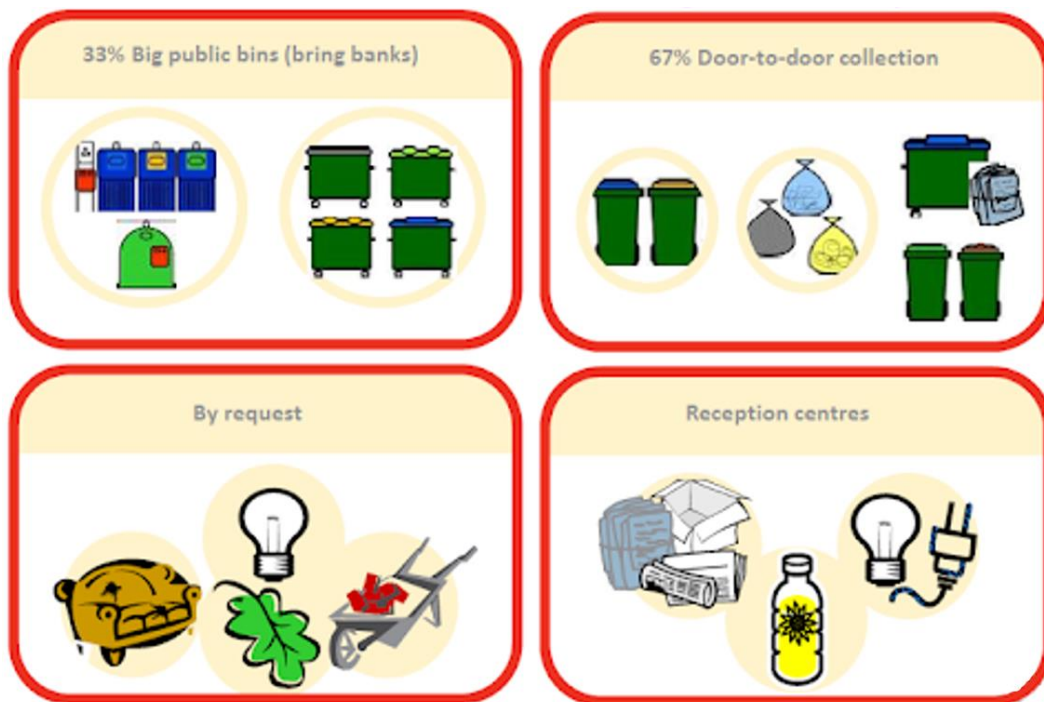 33% Big public bins (bring banks)
67% Door-to-door collection
By request
Reception centres